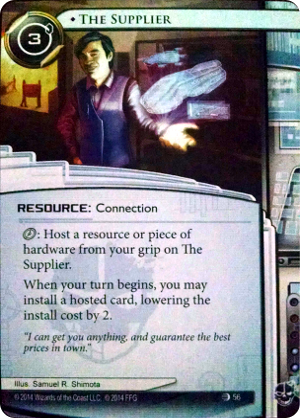 3
♦ THE SUPPLIER
RESOURCE: Connection
: Host a resource or piece of
hardware from your grip on The
Supplier.
When your turn begins, you may
install a hosted card, lowering the
install cost by 2.
"I can get you anything, and guarantee the best
prices in town."
Illus. Samuel R. Shimota
© 2014 Wizards of the Coast LLC. © 2014 FFG
56